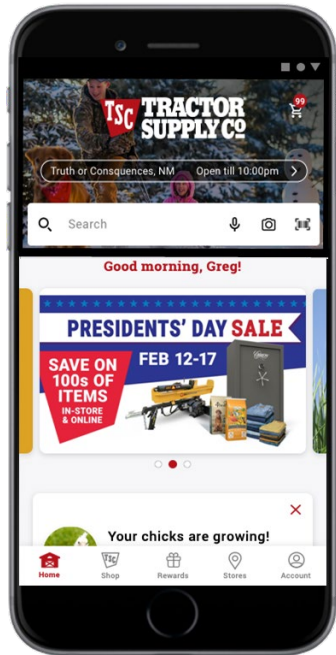 99
TSC TRACTOR
SUPPLY CO
Truth or Consquences, NM Open till 10:00pm
Search
Good morning, Greg!
PRESIDENTS' DAY SALE
SAVE ON
100s OF
ITEMS
IN-STORE
& ONLINE
FEB 12-17
Your chicks are growing!
Home
TSC
Shop
Rewards
Stores
Account